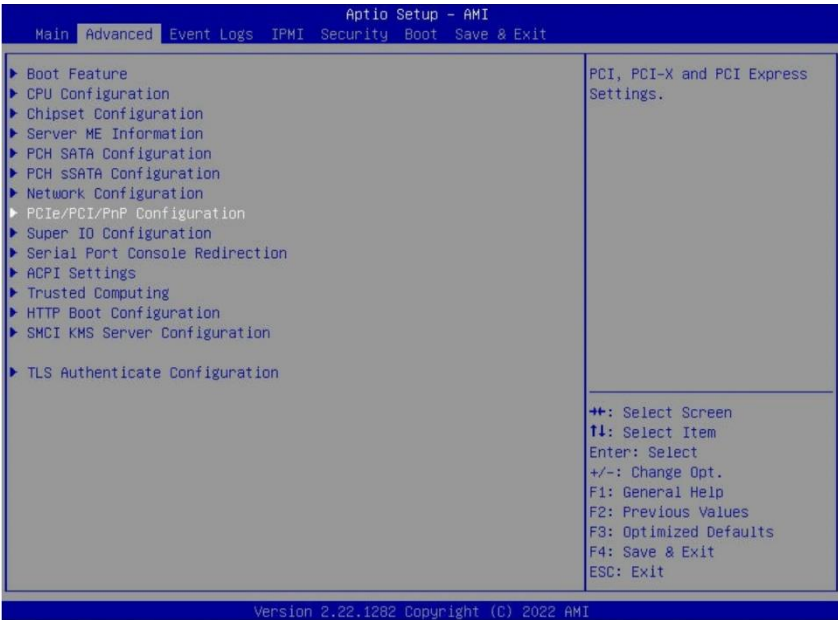 Aptio Setup – AMI
Main Advanced Event Logs IPMI Security Boot Save & Exit
▶ Boot Feature
▶ CPU Configuration
▶ Chipset Configuration
▶ Server ME Information
▶ PCH SATA Configuration
▶ PCH sSATA Configuration
▶ Network Configuration
▶ PCIe/PCI/PnP Configuration
▶ Super IO Configuration
▶ Serial Port Console Redirection
▶ ACPI Settings
▶ Trusted Computing
▶ HTTP Boot Configuration
▶ SMCI KMS Server Configuration
▶ TLS Authenticate Configuration
PCI, PCI-X and PCI Express
Settings.
→←: Select Screen
↑↓: Select Item
Enter: Select
+/-: Change Opt.
F1: General Help
F2: Previous Values
F3: Optimized Defaults
F4: Save & Exit
ESC: Exit
Version 2.22.1282 Copyright (C) 2022 AMI